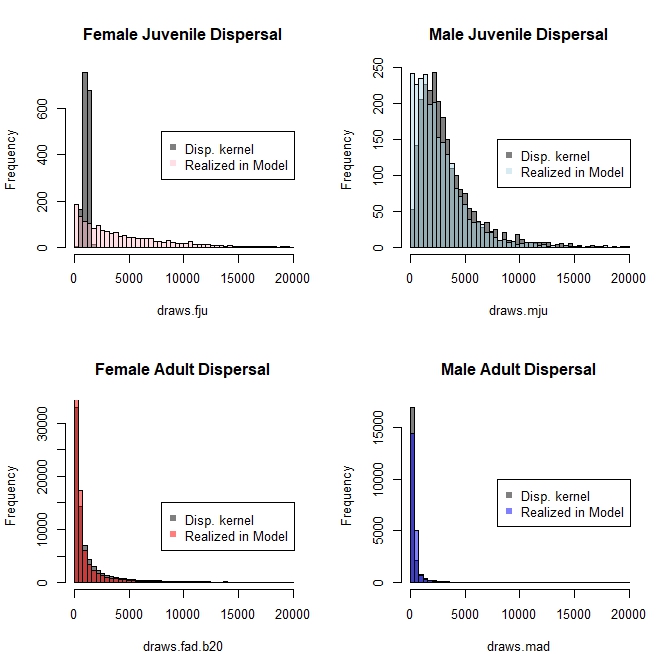 Female Juvenile Dispersal
Frequency
0 200 400 600
Disp. kernel
Realized in Model
0 5000 10000 15000 20000
draws.fju
Male Juvenile Dispersal
Frequency
0 50 100 150 200 250
Disp. kernel
Realized in Model
0 5000 10000 15000 20000
draws.mju
Female Adult Dispersal
Frequency
0 10000 20000 30000
Disp. kernel
Realized in Model
0 5000 10000 15000 20000
draws.fad.b20
Male Adult Dispersal
Frequency
0 5000 10000 15000
Disp. kernel
Realized in Model
0 5000 10000 15000 20000
draws.mad